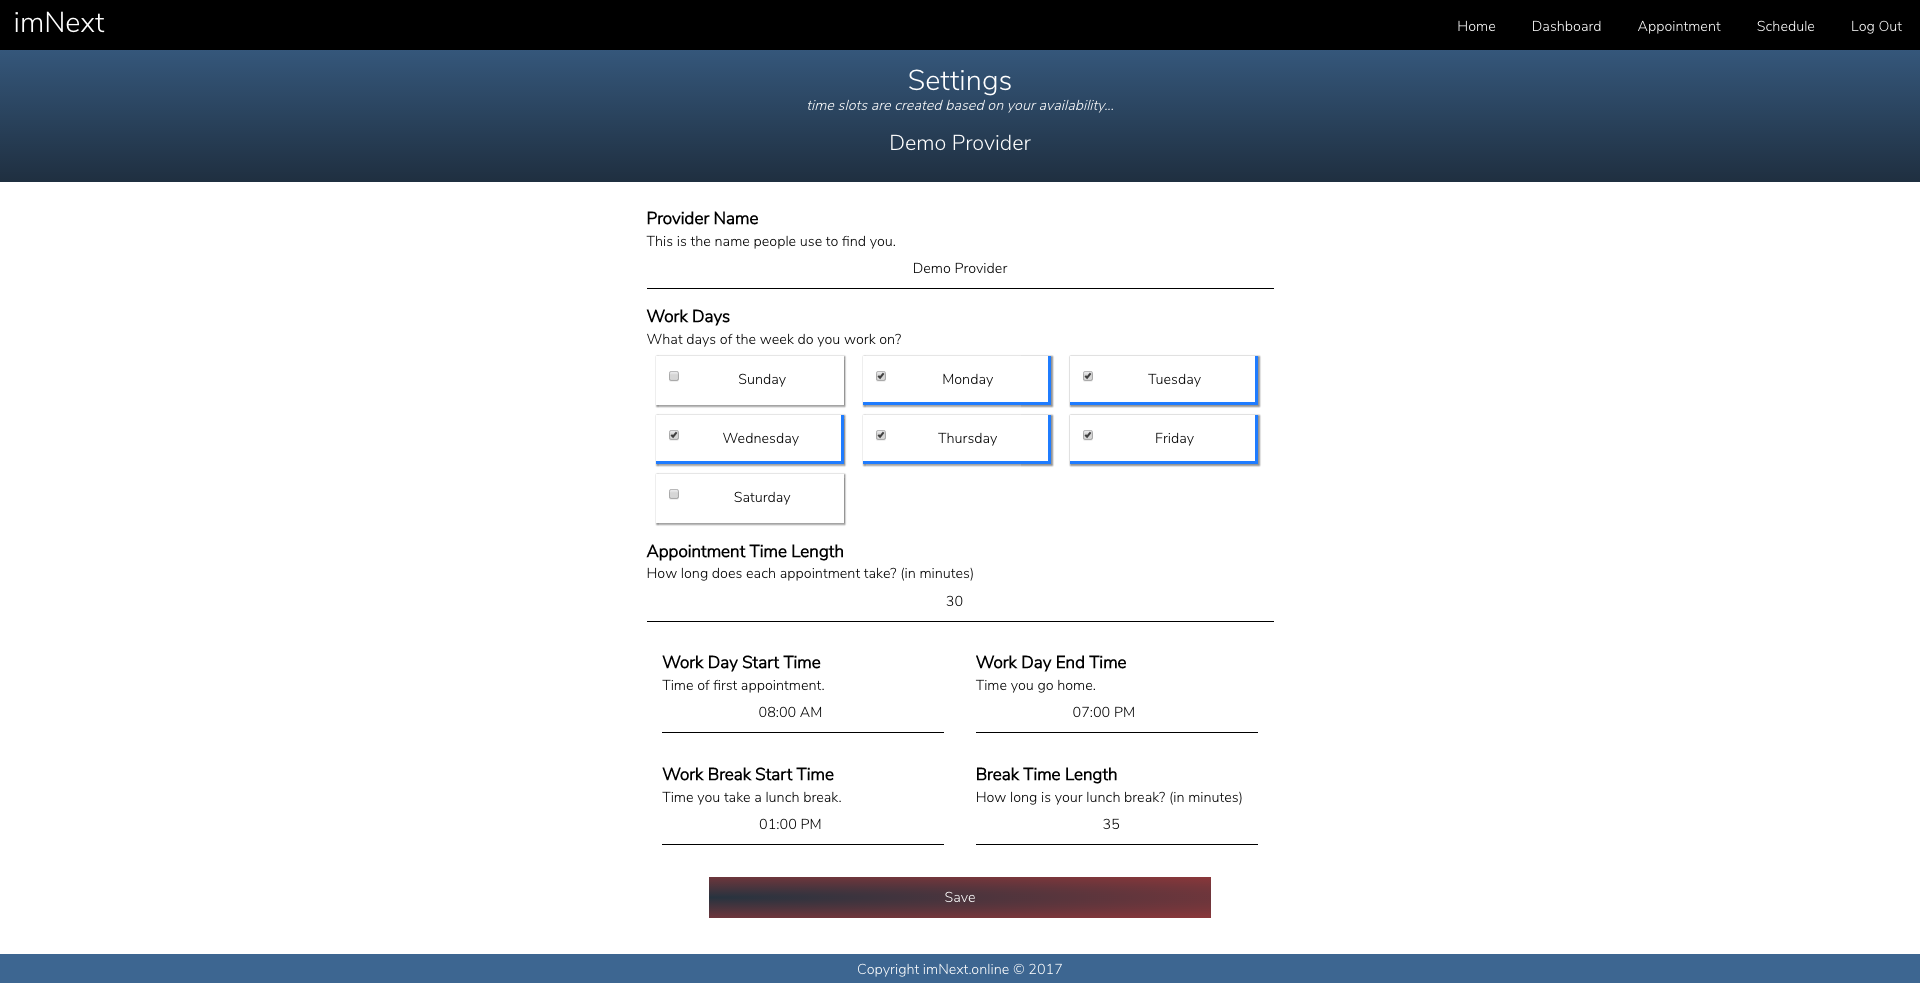 imNext
Home Dashboard Appointment Schedule Log Out
Settings
time slots are created based on your availability...
Demo Provider
Provider Name
This is the name people use to find you.
Demo Provider
Work Days
What days of the week do you work on?
Sunday Monday Tuesday
Wednesday Thursday Friday
Saturday
Appointment Time Length
How long does each appointment take? (in minutes)
30
Work Day Start Time
Time of first appointment.
08:00 AM
Work Day End Time
Time you go home.
07:00 PM
Work Break Start Time
Time you take a lunch break.
01:00 PM
Break Time Length
How long is your lunch break? (in minutes)
35
Save
Copyright imNext.online © 2017